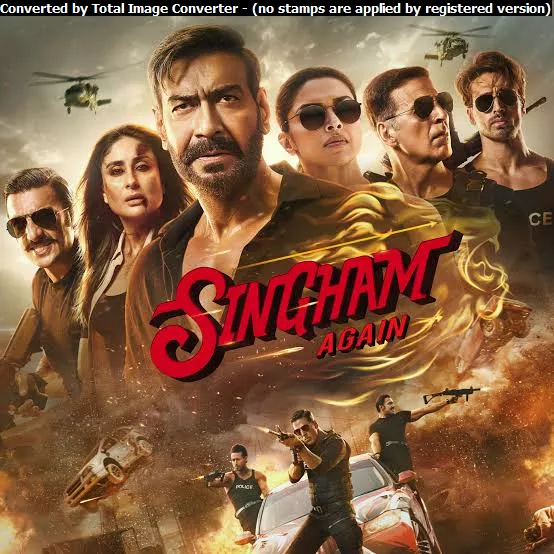 Converted by Total Image Converter - (no stamps are applied by registered version)
CE
SINGHAM
AGAIN
POLICE